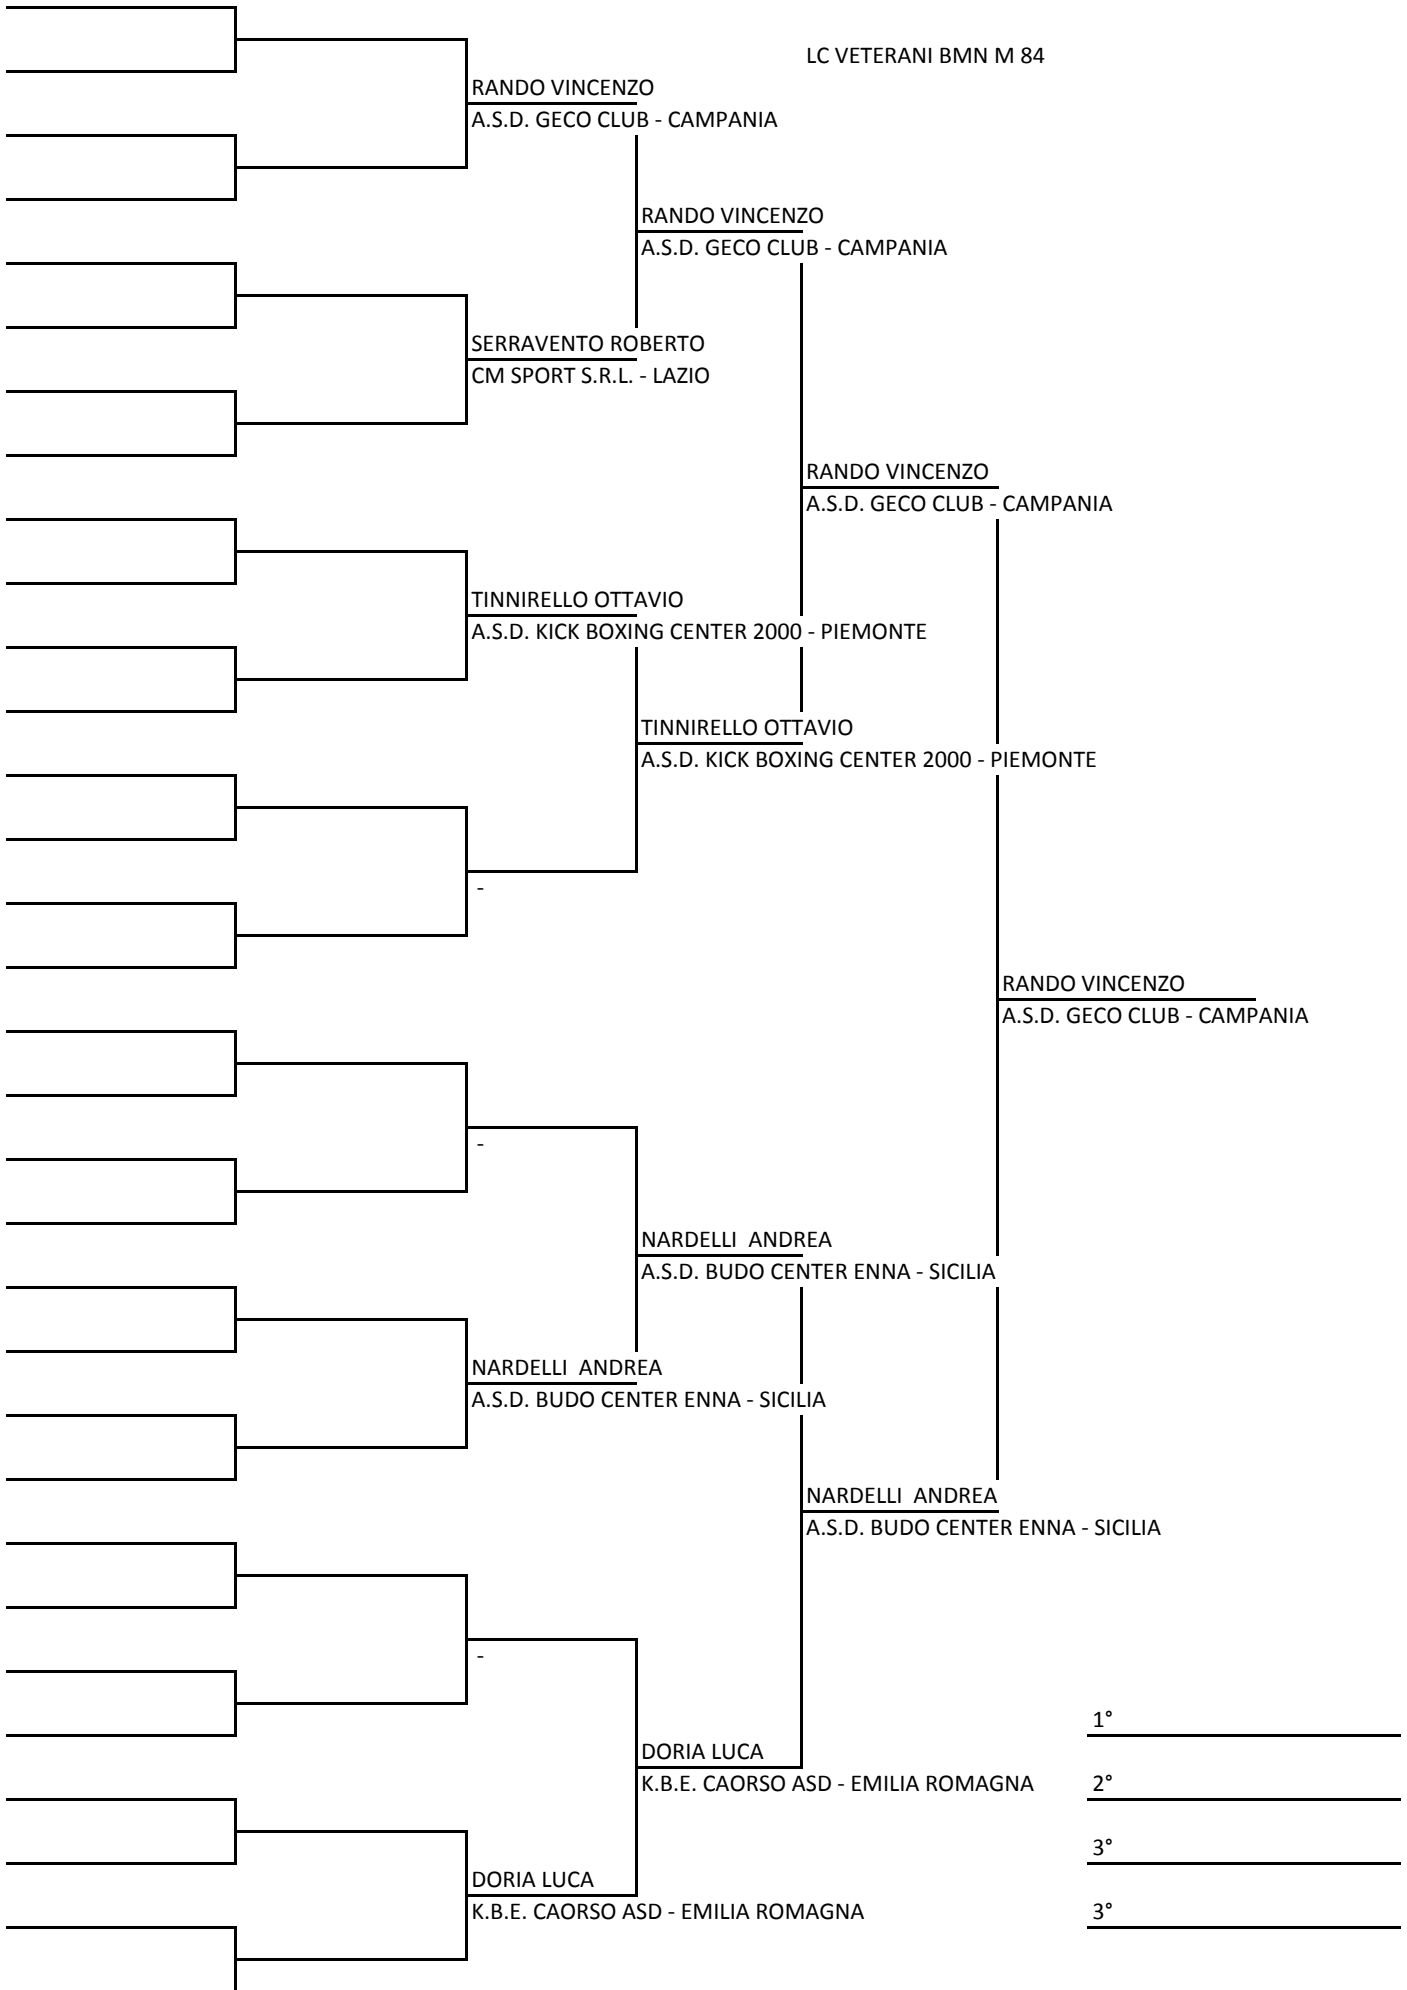 LC VETERANI BMN M 84
RANDO VINCENZO
A.S.D. GECO CLUB - CAMPANIA
RANDO VINCENZO
A.S.D. GECO CLUB - CAMPANIA
SERRAVENTO ROBERTO
CM SPORT S.R.L. - LAZIO
RANDO VINCENZO
A.S.D. GECO CLUB - CAMPANIA
TINNIRELLO OTTAVIO
A.S.D. KICK BOXING CENTER 2000 - PIEMONTE
TINNIRELLO OTTAVIO
A.S.D. KICK BOXING CENTER 2000 - PIEMONTE
-
RANDO VINCENZO
A.S.D. GECO CLUB - CAMPANIA
-
NARDELLI  ANDREA
A.S.D. BUDO CENTER ENNA - SICILIA
NARDELLI  ANDREA
A.S.D. BUDO CENTER ENNA - SICILIA
NARDELLI  ANDREA
A.S.D. BUDO CENTER ENNA - SICILIA
-
1°
DORIA LUCA
K.B.E. CAORSO ASD - EMILIA ROMAGNA
2°
3°
DORIA LUCA
K.B.E. CAORSO ASD - EMILIA ROMAGNA
3°